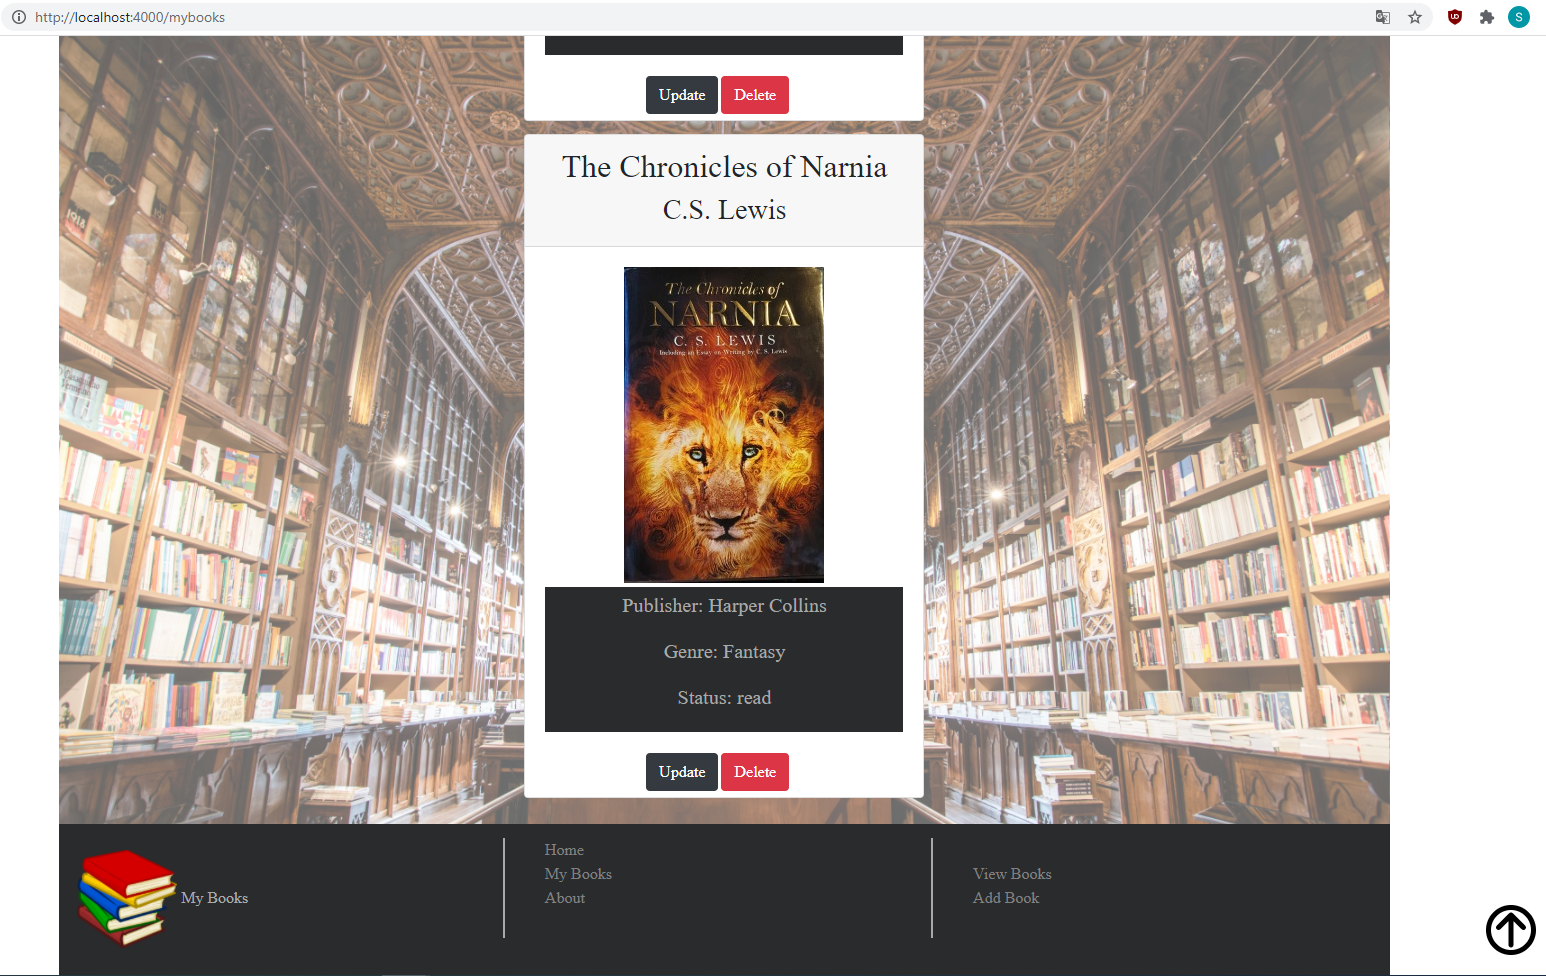 http://localhost:4000/mybooks
S
Update Delete
The Chronicles of Narnia
C.S. Lewis
The Chronicles of
NARNIA
C. S. LEWIS
Including an Essay on Writing by C. S. Lewis
Publisher: Harper Collins
Genre: Fantasy
Status: read
Update Delete
My Books
Home
My Books
About
View Books
Add Book